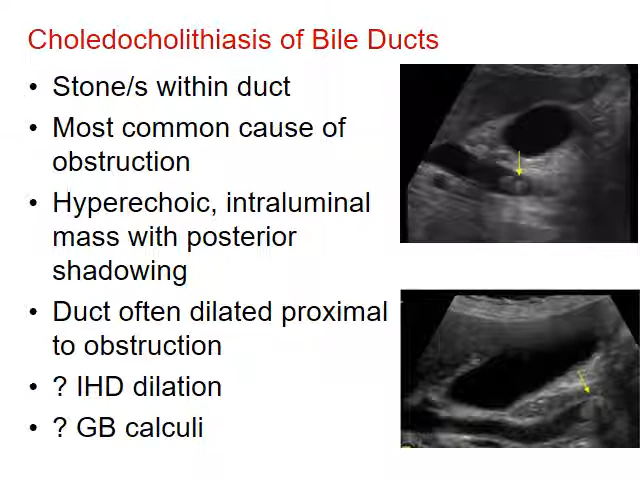 Choledocholithiasis of Bile Ducts
• Stone/s within duct
• Most common cause of
obstruction
• Hyperechoic, intraluminal
mass with posterior
shadowing
• Duct often dilated proximal
to obstruction
• ? IHD dilation
• ? GB calculi